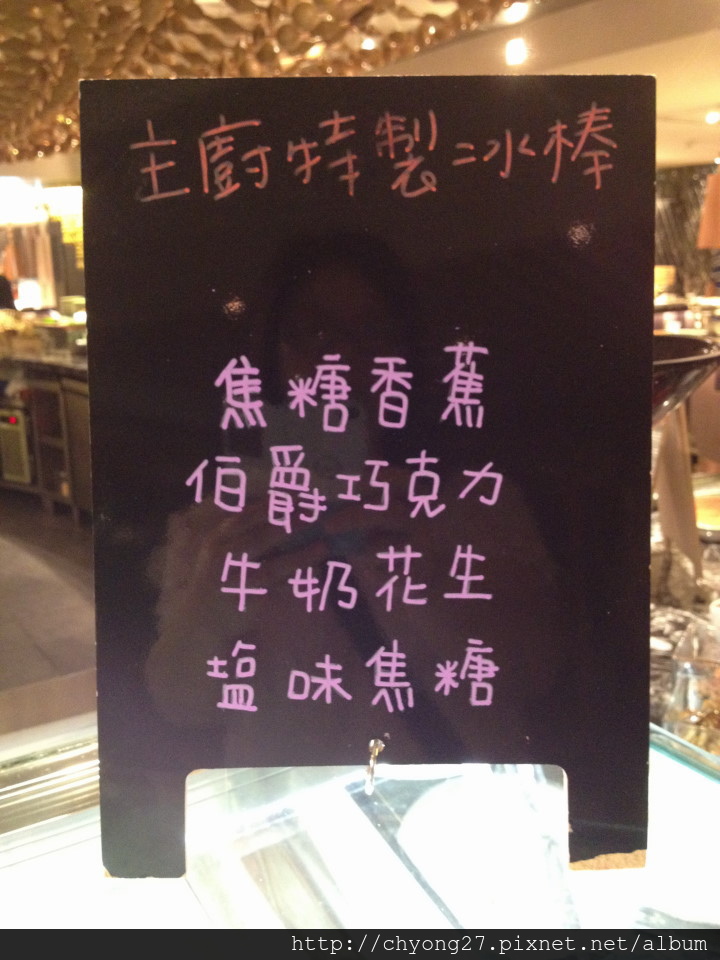 主廚特製冰棒
焦糖香蕉
伯爵巧克力
牛奶花生
塩味焦糖
http://chyong27.pixnet.net/album